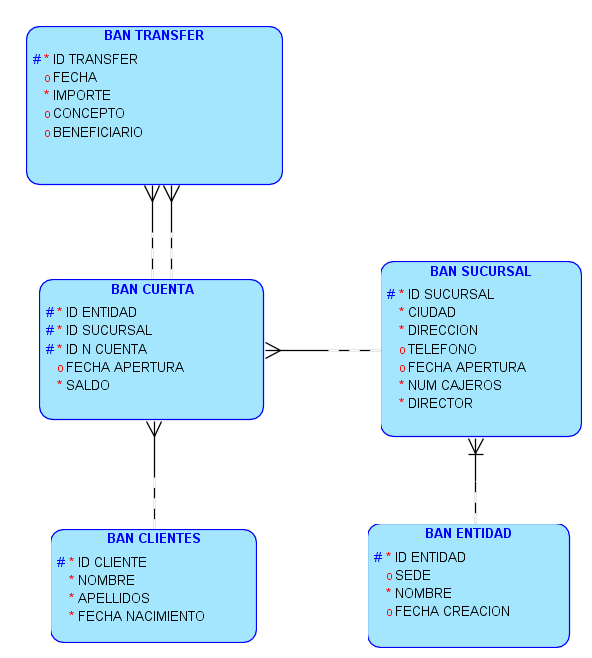 BAN TRANSFER
# * ID TRANSFER
o FECHA
* IMPORTE
o CONCEPTO
o BENEFICIARIO
BAN CUENTA
# * ID ENTIDAD
# * ID SUCURSAL
# * ID N CUENTA
o FECHA APERTURA
* SALDO
BAN SUCURSAL
# * ID SUCURSAL
* CIUDAD
* DIRECCION
o TELEFONO
o FECHA APERTURA
* NUM CAJEROS
* DIRECTOR
BAN CLIENTES
# * ID CLIENTE
* NOMBRE
* APELLIDOS
* FECHA NACIMIENTO
BAN ENTIDAD
# * ID ENTIDAD
o SEDE
* NOMBRE
o FECHA CREACION